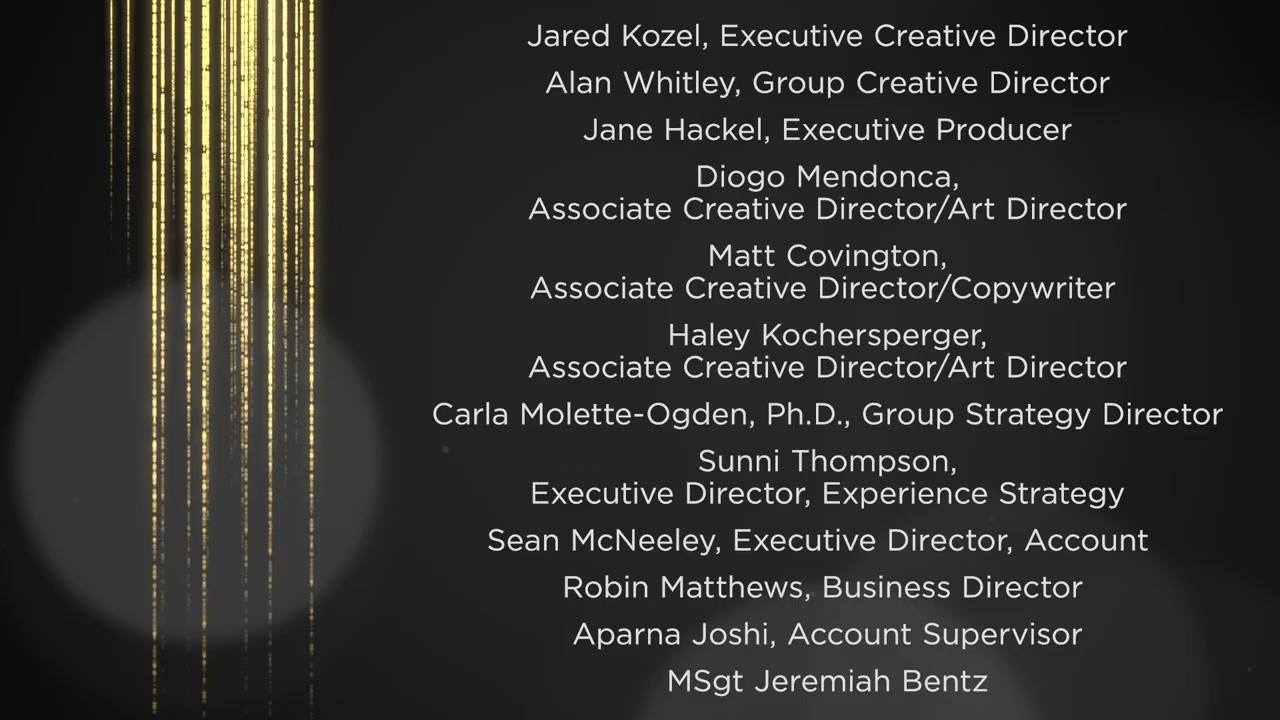 Jared Kozel, Executive Creative Director
Alan Whitley, Group Creative Director
Jane Hackel, Executive Producer
Diogo Mendonca,
Associate Creative Director/Art Director
Matt Covington,
Associate Creative Director/Copywriter
Haley Kochersperger,
Associate Creative Director/Art Director
Carla Molette-Ogden, Ph.D., Group Strategy Director
Sunni Thompson,
Executive Director, Experience Strategy
Sean McNeeley, Executive Director, Account
Robin Matthews, Business Director
Aparna Joshi, Account Supervisor
MSgt Jeremiah Bentz